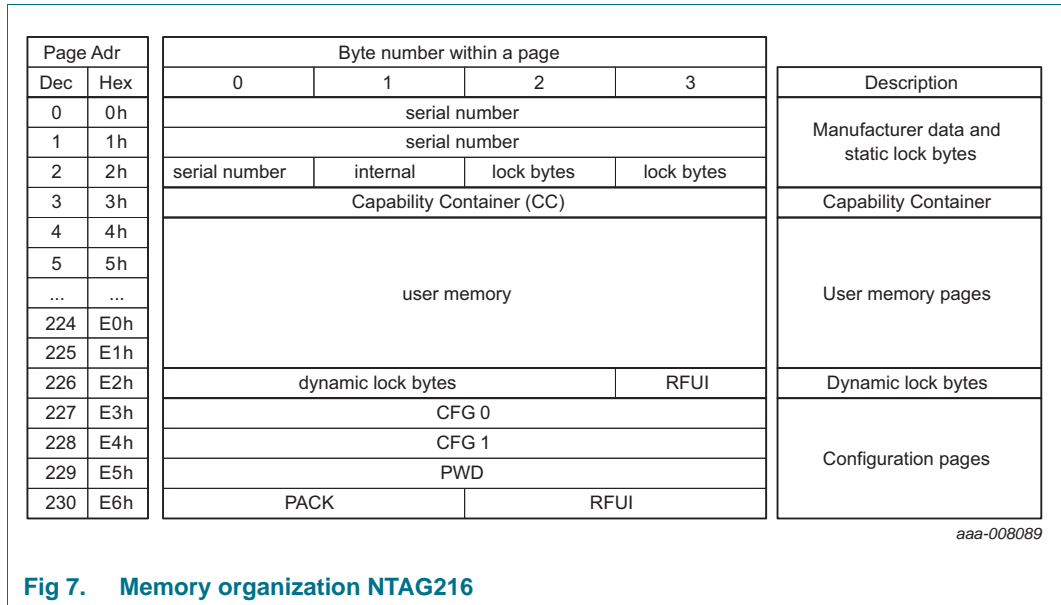 Page Adr Byte number within a page
Dec Hex 0 1 2 3 Description
0 0h serial number
Manufacturer data and
1 1h serial number
static lock bytes
2 2h serial number internal lock bytes lock bytes
3 3h Capability Container (CC) Capability Container
4 4h
5 5h
... ... user memory User memory pages
224 E0h
225 E1h
226 E2h dynamic lock bytes RFUI Dynamic lock bytes
227 E3h CFG 0
228 E4h CFG 1
Configuration pages
229 E5h PWD
230 E6h PACK RFUI
aaa-008089
Fig 7. Memory organization NTAG216